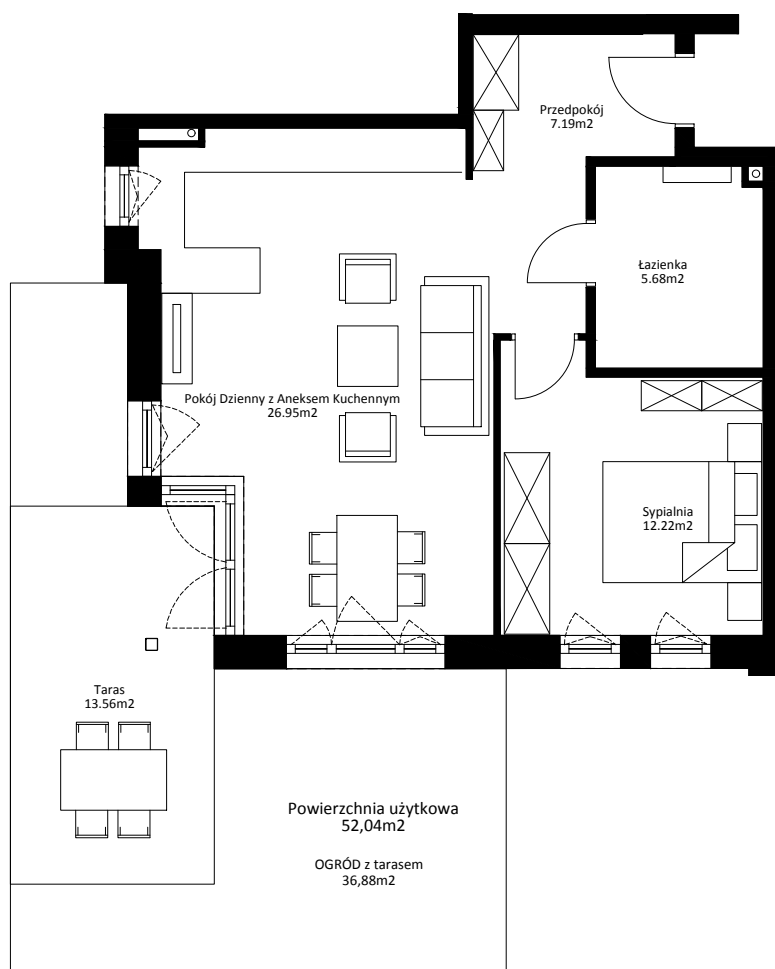 Przedpokój
7.19m2
Łazienka
5.68m2
Pokój Dzienny z Aneksem Kuchennym
26.95m2
Sypialnia
12.22m2
Taras
13.56m2
Powierzchnia użytkowa
52,04m2
OGRÓD z tarasem
36,88m2